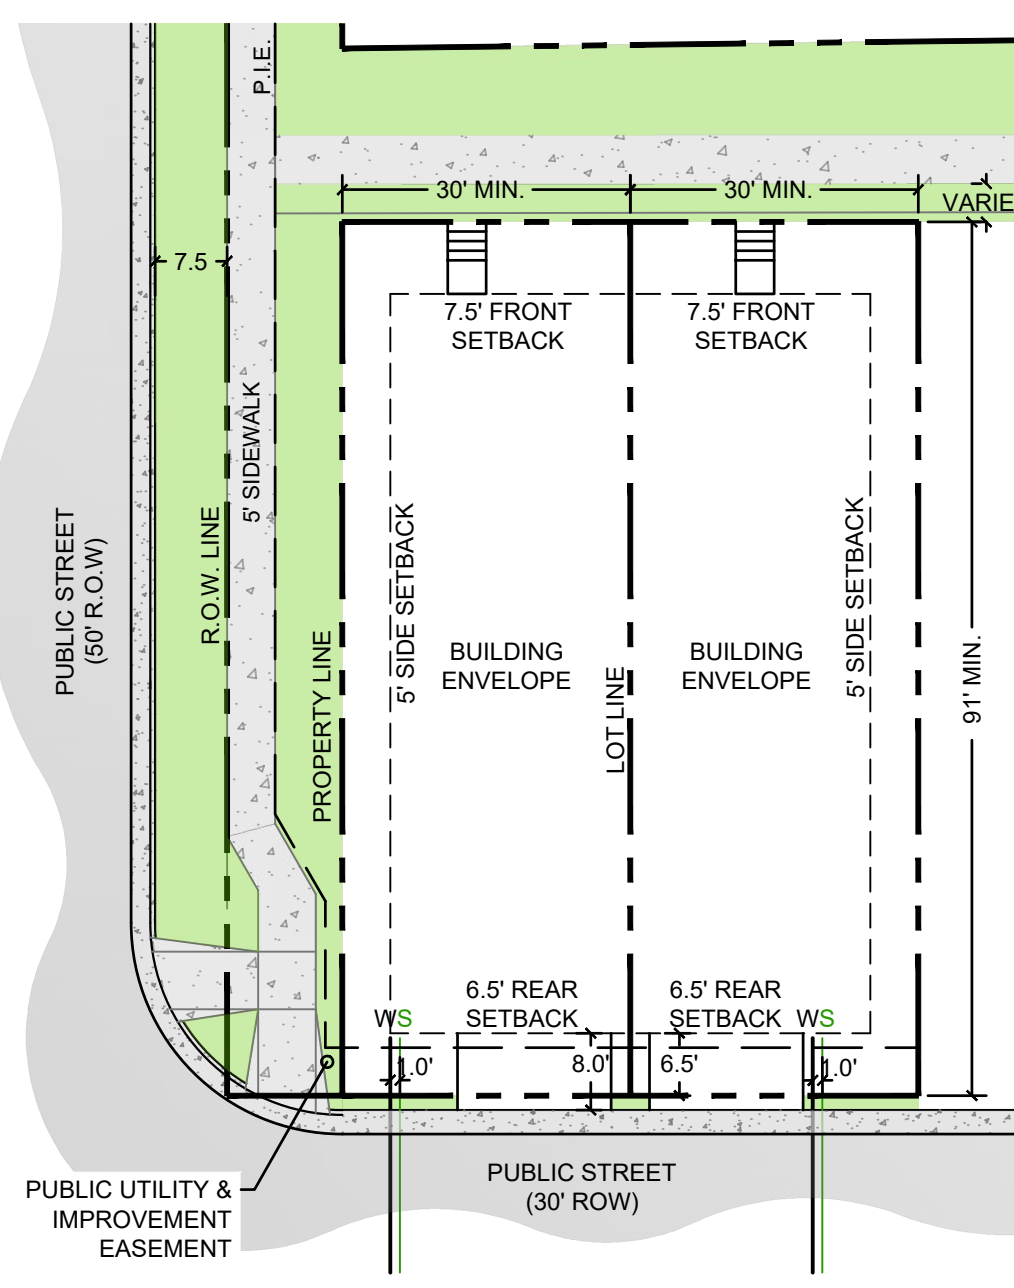 P.I.E.
30' MIN.
30' MIN.
VARIE
7.5
7.5' FRONT
SETBACK
7.5' FRONT
SETBACK
5' SIDEWALK
PUBLIC STREET
(50' R.O.W)
R.O.W. LINE
PROPERTY LINE
5' SIDE SETBACK
BUILDING
ENVELOPE
LOT LINE
BUILDING
ENVELOPE
5' SIDE SETBACK
91' MIN.
6.5' REAR
SETBACK
6.5' REAR
SETBACK
WS
WS
1.0'
8.0'
6.5'
1.0'
PUBLIC UTILITY &
IMPROVEMENT
EASEMENT
PUBLIC STREET
(30' ROW)